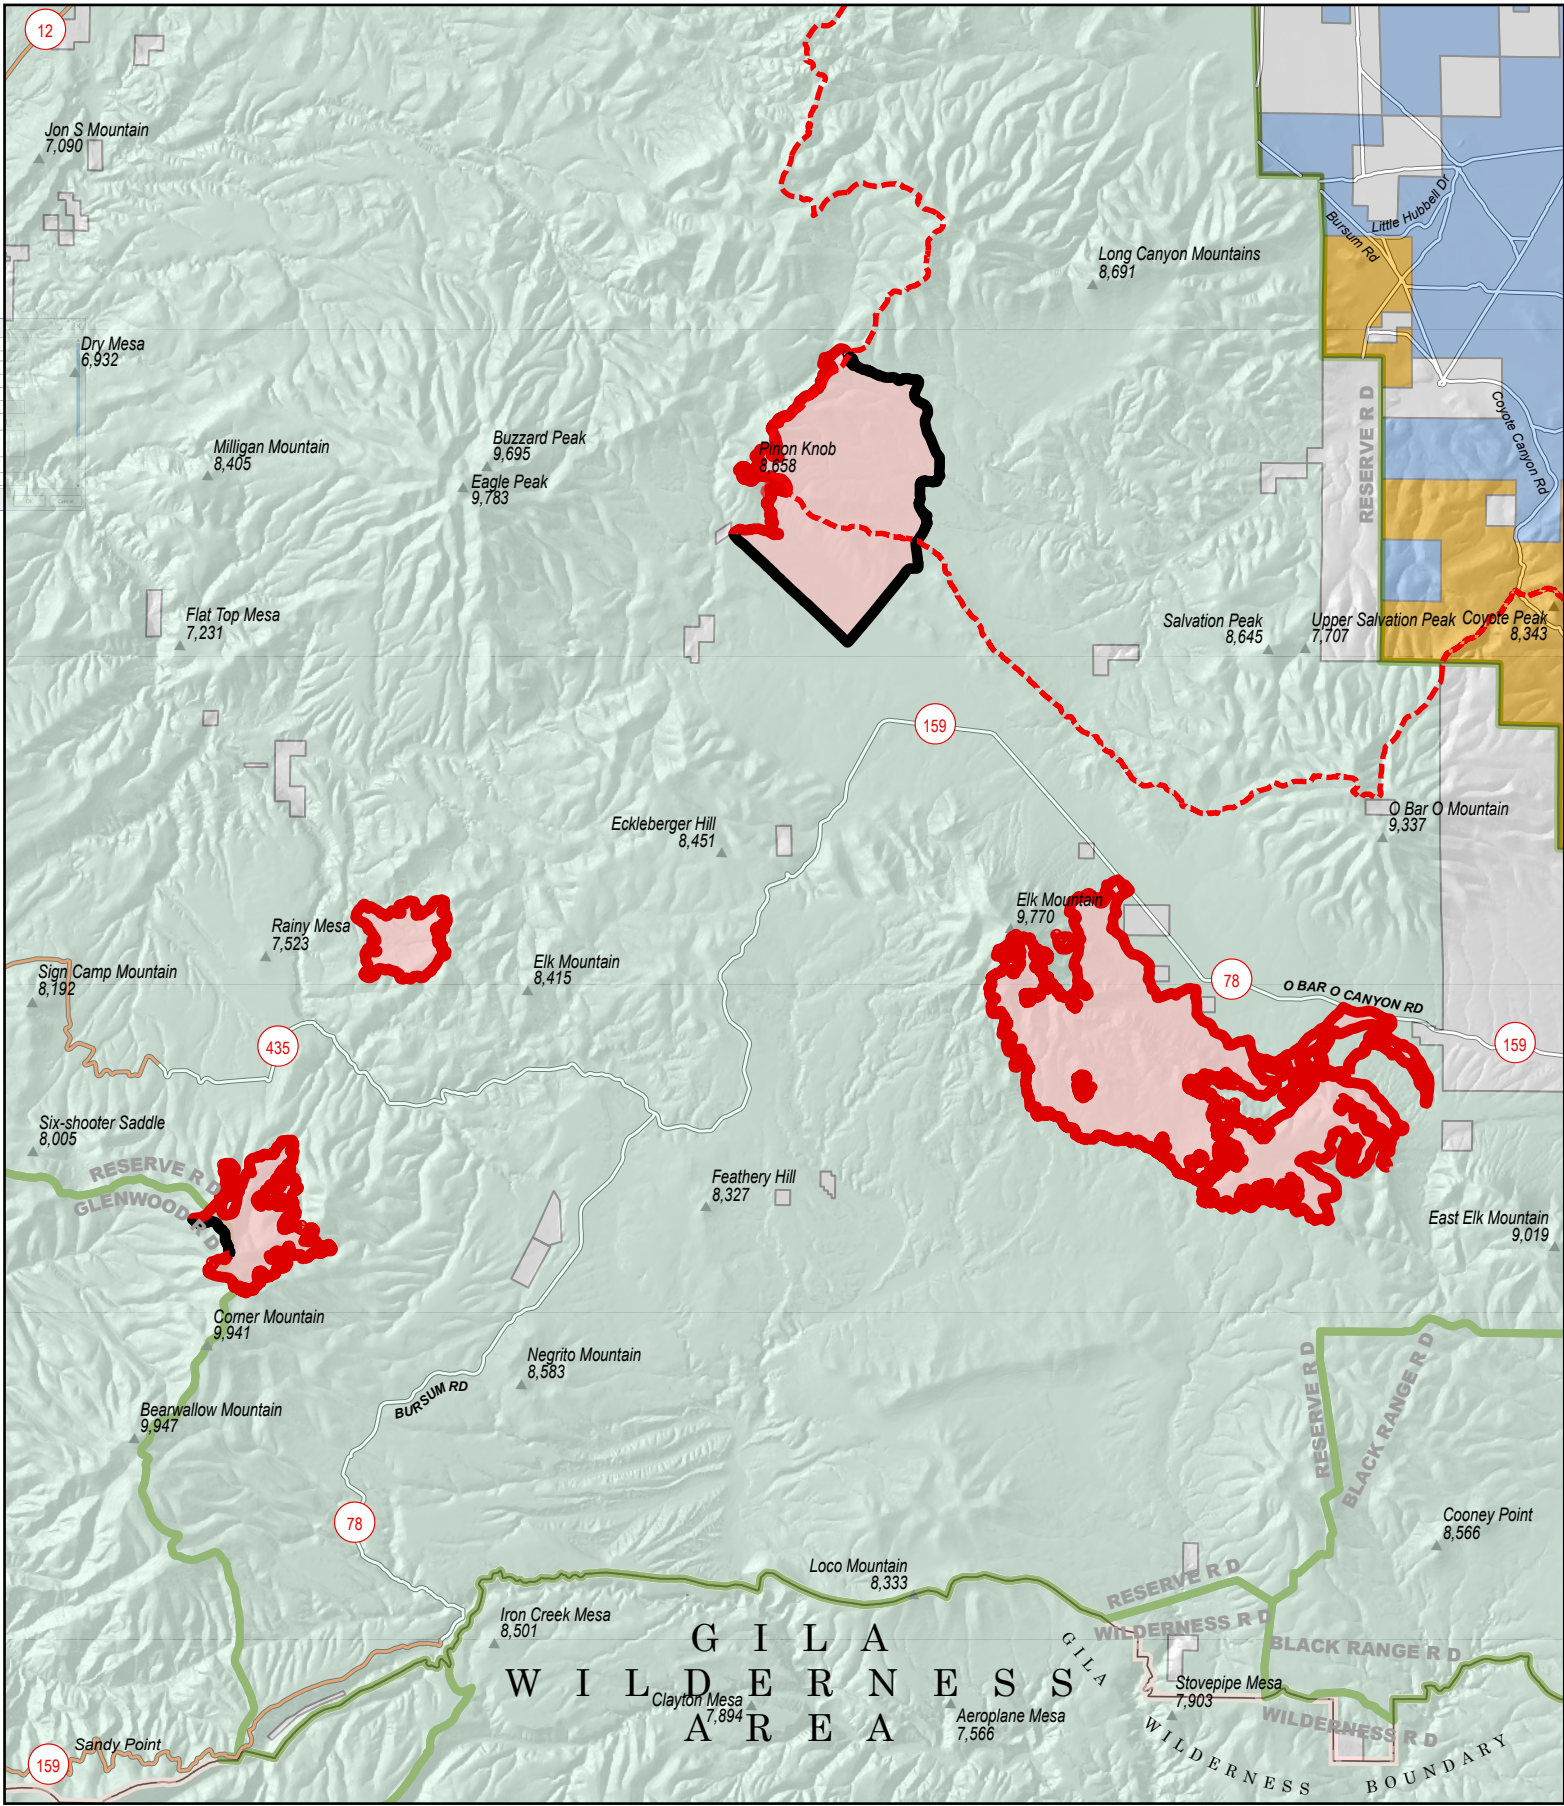 12
Jon S Mountain
7,090
Little Hubbell Dr
Bursum Rd
Long Canyon Mountains
8,691
Dry Mesa
6,932
Coyote Canyon Rd
RESERVE R D
Buzzard Peak
9,695
Milligan Mountain
8,405
Pinon Knob
8,658
Eagle Peak
9,783
Flat Top Mesa
7,231
Salvation Peak
8,645
Upper Salvation Peak
7,707
Coyote Peak
8,343
159
O Bar O Mountain
9,337
Eckleberger Hill
8,451
Elk Mountain
9,770
Rainy Mesa
7,523
Elk Mountain
8,415
Sign Camp Mountain
8,192
78
O BAR O CANYON RD
159
435
Six-shooter Saddle
8,005
RESERVE R D
GLENWOOD R D
Feathery Hill
8,327
East Elk Mountain
9,019
Corner Mountain
9,941
Negrito Mountain
8,583
BURSUM RD
Bearwallow Mountain
9,947
RESERVE R D
BLACK RANGE R D
78
Cooney Point
8,566
Loco Mountain
8,333
RESERVE R D
Iron Creek Mesa
8,501
WILDERNESS R D
BLACK RANGE R D
GILA
WILDERNESS
AREA
Clayton Mesa
7,894
Aeroplane Mesa
7,566
Stovepipe Mesa
7,903
WILDERNESS R D
GILA WILDERNESS BOUNDARY
Sandy Point
159